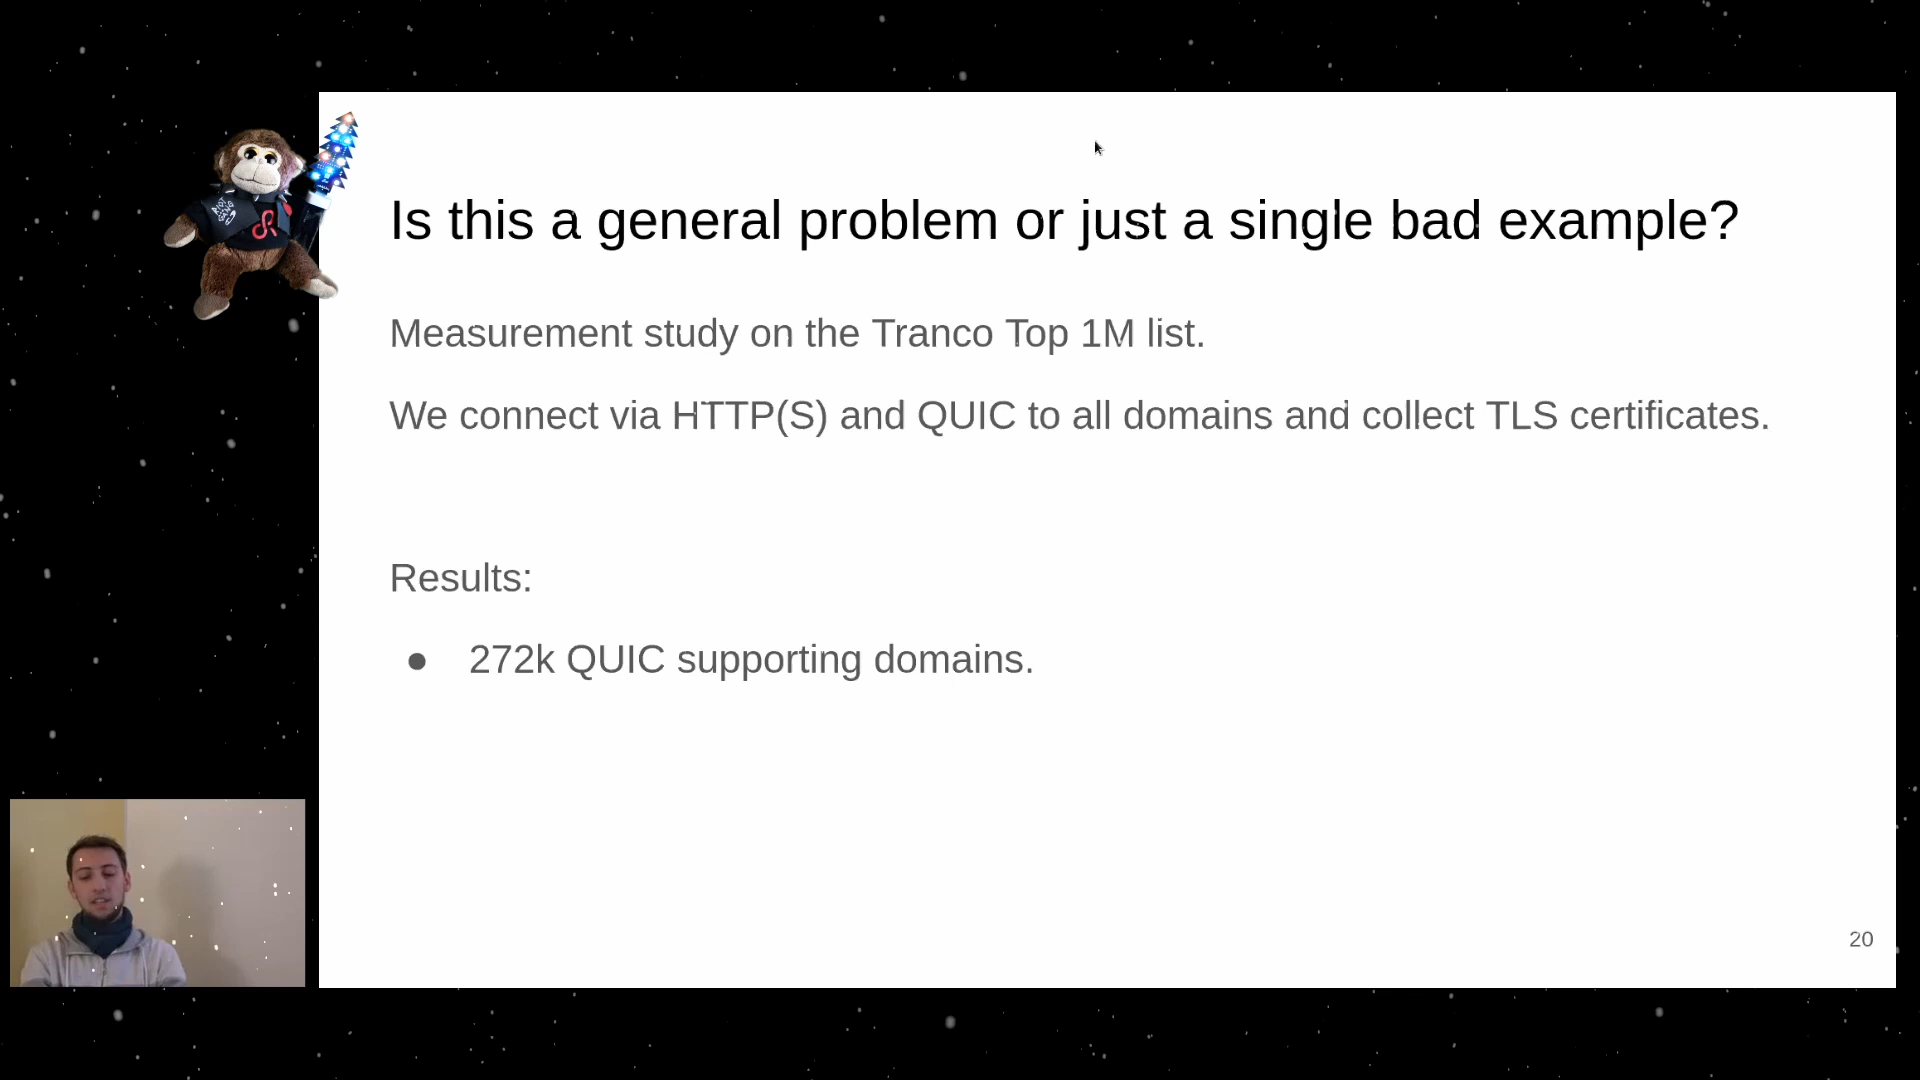 Is this a general problem or just a single bad example?
Measurement study on the Tranco Top 1M list.
We connect via HTTP(S) and QUIC to all domains and collect TLS certificates.
Results:
● 272k QUIC supporting domains.
20